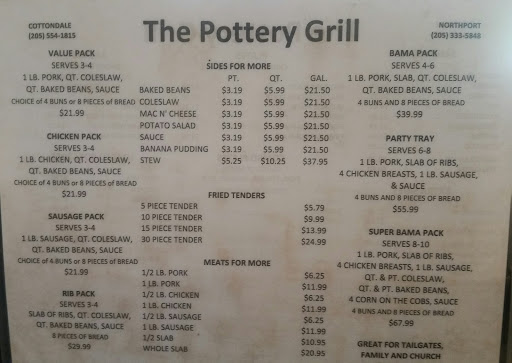 COTTONDALE
(205) 554-1815
The Pottery Grill
NORTHPORT
(205) 333-5848
VALUE PACK
SERVES 3-4
1 LB. PORK, QT. COLESLAW,
QT. BAKED BEANS, SAUCE
CHOICE of 4 BUNS or 8 PIECES of BREAD
$21.99
CHICKEN PACK
SERVES 3-4
1 LB. CHICKEN, QT. COLESLAW,
QT. BAKED BEANS, SAUCE
CHOICE of 4 BUNS or 8 PIECES of BREAD
$21.99
SAUSAGE PACK
SERVES 3-4
1 LB. SAUSAGE, QT. COLESLAW,
QT. BAKED BEANS, SAUCE
CHOICE of 4 BUNS or 8 PIECES of BREAD
$21.99
RIB PACK
SERVES 3-4
SLAB OF RIBS, QT. COLESLAW,
QT. BAKED BEANS, SAUCE
8 PIECES OF BREAD
$29.99
SIDES FOR MORE
PT. QT. GAL.
BAKED BEANS $3.19 $5.99 $21.50
COLESLAW $3.19 $5.99 $21.50
MAC N' CHEESE $3.19 $5.99 $21.50
POTATO SALAD $3.19 $5.99 $21.50
SAUCE $3.19 $5.99 $21.50
BANANA PUDDING $3.19 $5.99 $21.50
STEW $5.25 $10.25 $37.95
FRIED TENDERS
5 PIECE TENDER $5.79
10 PIECE TENDER $9.99
15 PIECE TENDER $13.99
30 PIECE TENDER $24.99
MEATS FOR MORE
1/2 LB. PORK $6.25
1 LB. PORK $11.99
1/2 LB. CHICKEN $6.25
1 LB. CHICKEN $11.99
1/2 LB. SAUSAGE $6.25
1 LB. SAUSAGE $11.99
1/2 SLAB $10.95
WHOLE SLAB $20.95
BAMA PACK
SERVES 4-6
1 LB. PORK, SLAB, QT. COLESLAW,
QT. BAKED BEANS, SAUCE
4 BUNS AND 8 PIECES OF BREAD
$39.99
PARTY TRAY
SERVES 6-8
1 LB. PORK, SLAB OF RIBS,
4 CHICKEN BREASTS, 1 LB. SAUSAGE,
& SAUCE
4 BUNS AND 8 PIECES OF BREAD
$55.99
SUPER BAMA PACK
SERVES 8-10
1 LB. PORK, SLAB OF RIBS,
4 CHICKEN BREASTS, 1 LB. SAUSAGE,
QT. & PT. COLESLAW,
QT. & PT. BAKED BEANS,
4 CORN ON THE COBS, SAUCE
4 BUNS AND 8 PIECES OF BREAD
$67.99
GREAT FOR TAILGATES,
FAMILY AND CHURCH